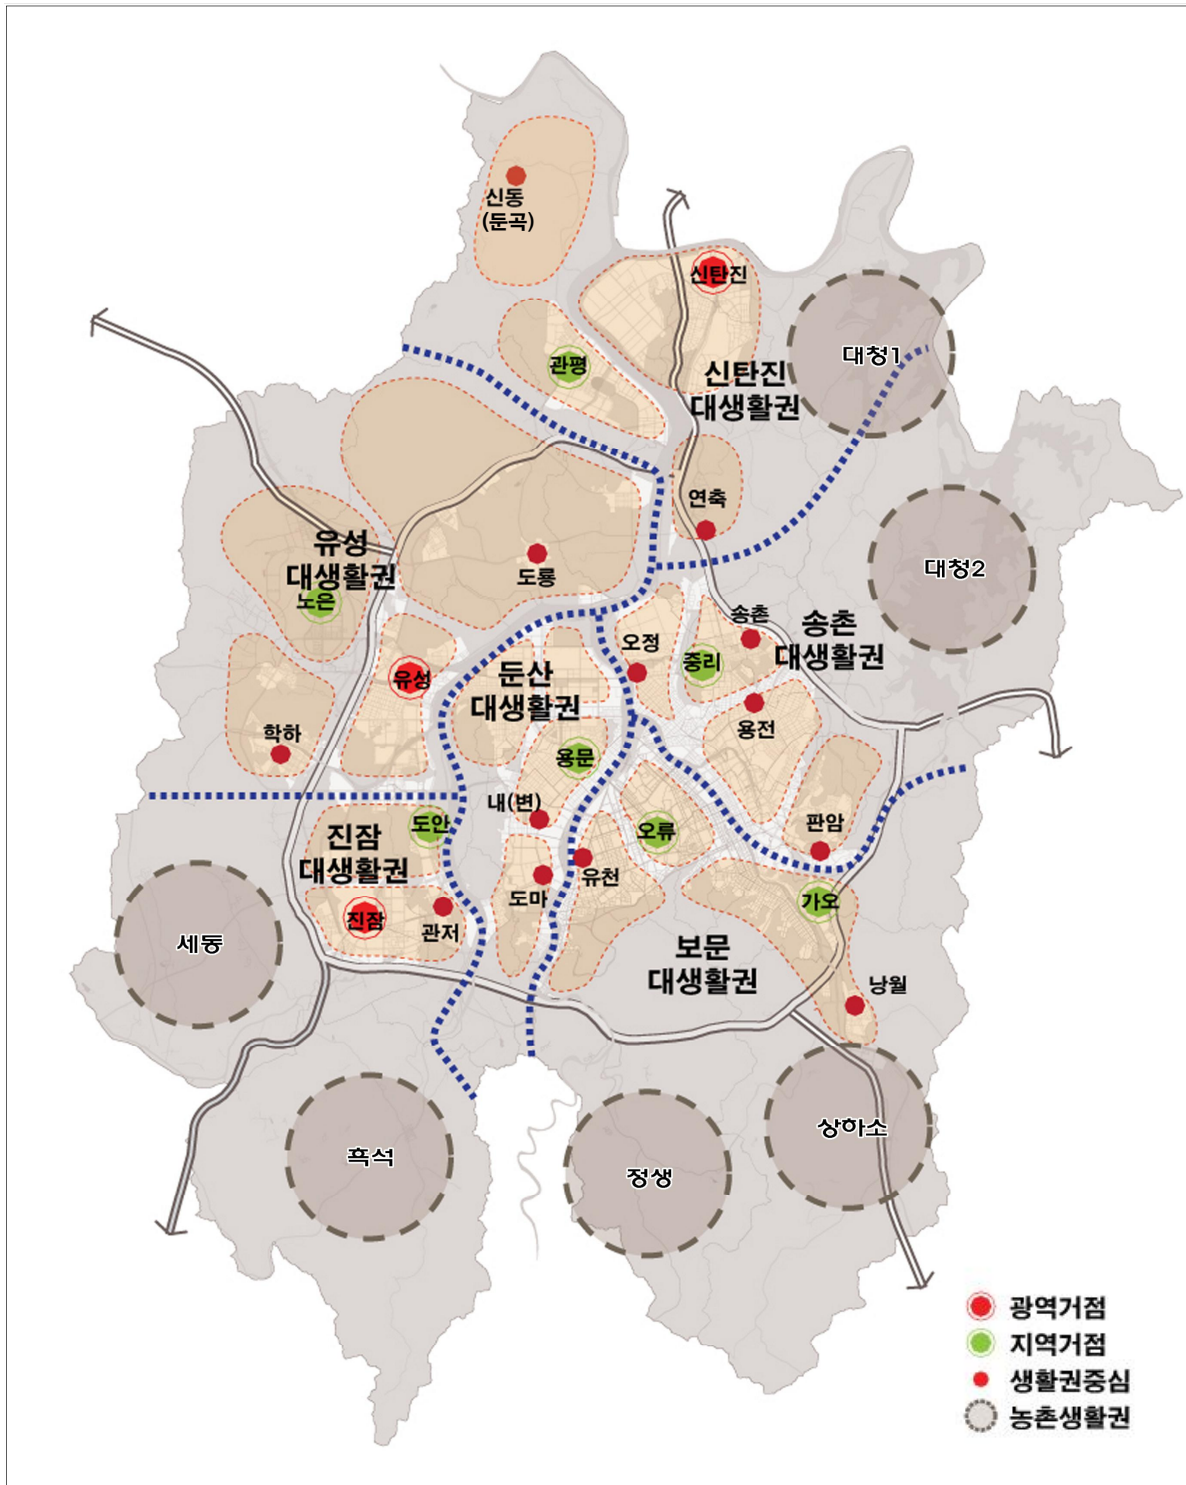 신동
(둔곡)
신탄진
대청1
관평
신탄진
대생활권
연축
유성
대생활권
노은
도룡
대청2
송촌
송촌
대생활권
오정
중리
유성
둔산
대생활권
용전
학하
용문
내(변)
도안
오류
판암
진잠
대생활권
유천
도마
가오
진잠
관저
세동
보문
대생활권
낭월
상하소
흑석
정생
광역거점
지역거점
생활권중심
농촌생활권